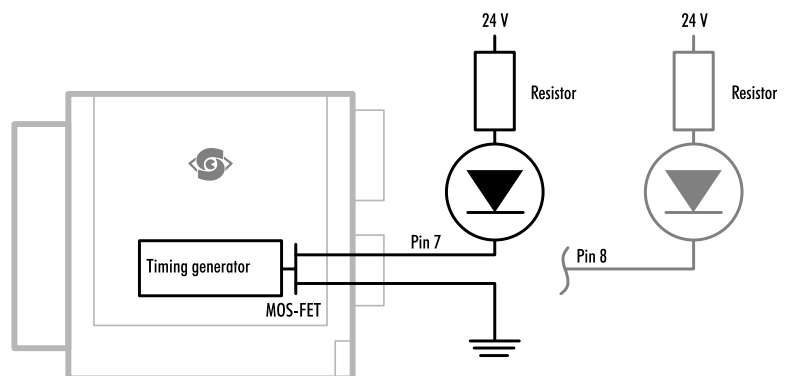 24 V
24 V
Resistor
Resistor
Pin 7
Pin 8
Timing generator
MOS-FET